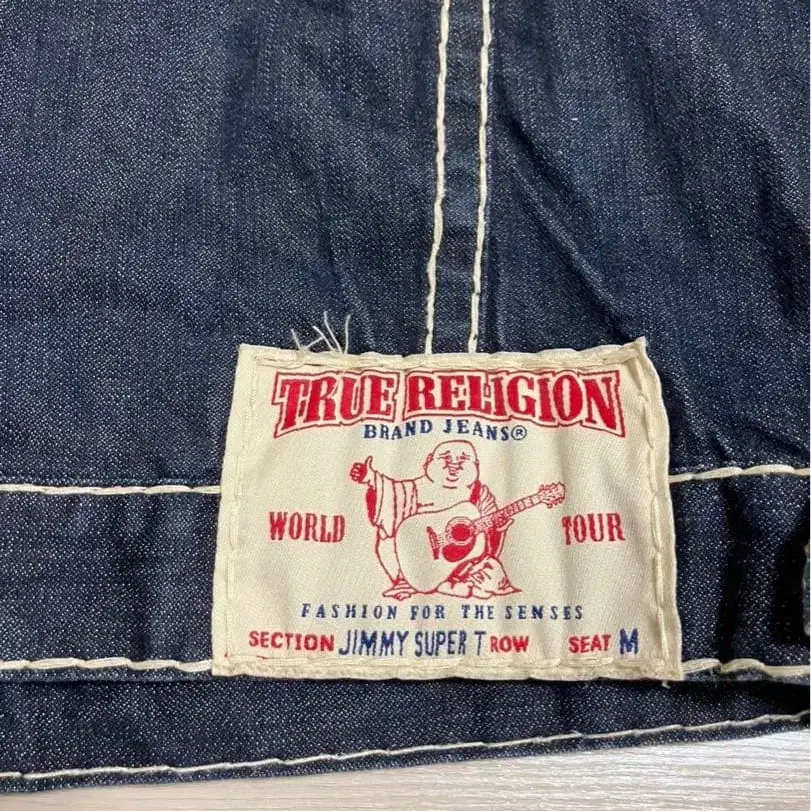 TRUE RELIGION
BRAND JEANS®
WORLD TOUR
FASHION FOR THE SENSES
SECTION JIMMY SUPER T ROW SEAT M